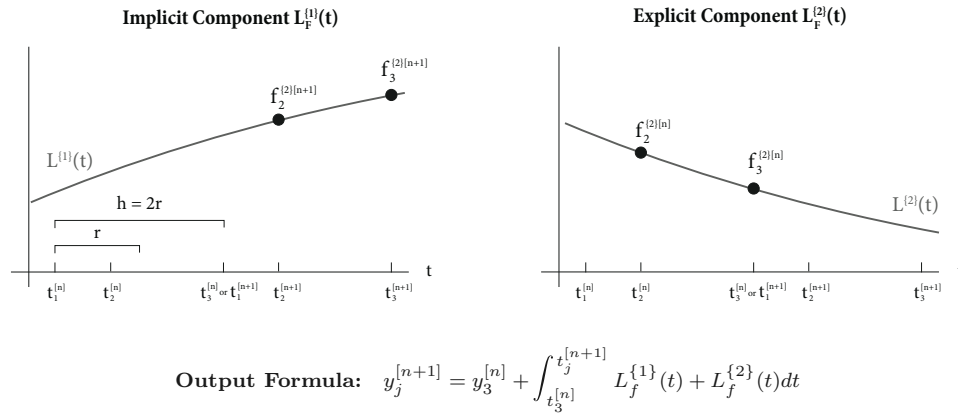 Implicit Component L_F^{1}(t)
f_3^{2}[n+1]
f_2^{2}[n+1]
L^{1}(t)
h = 2r
r
t
t_1^[n] t_2^[n] t_3^[n] or t_1^[n+1] t_2^[n+1] t_3^[n+1]
Explicit Component L_F^{2}(t)
f_2^{2}[n]
f_3^{2}[n]
L^{2}(t)
t_1^[n] t_2^[n] t_3^[n] or t_1^[n+1] t_2^[n+1] t_3^[n+1]
Output Formula: y_j^[n+1] = y_3^[n] + ∫_{t_3^[n]}^{t_j^[n+1]} L_f^{1}(t) + L_f^{2}(t)dt